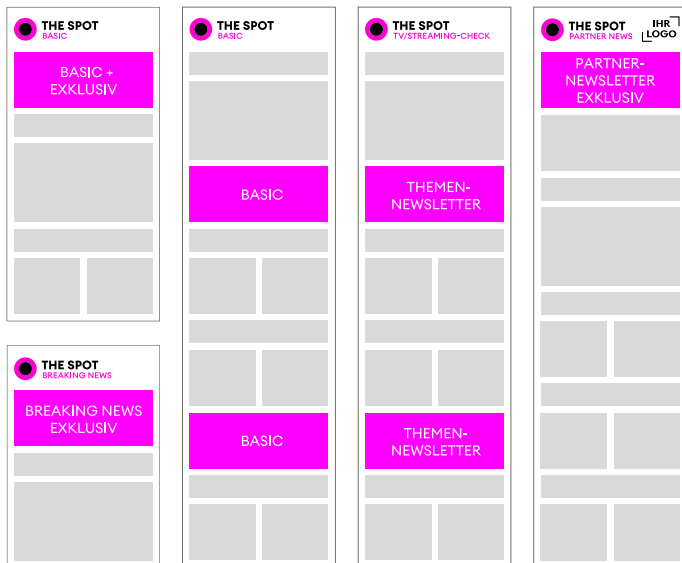 THE SPOT
BASIC
BASIC +
EXKLUSIV
THE SPOT
BREAKING NEWS
BREAKING NEWS
EXKLUSIV
THE SPOT
BASIC
BASIC
BASIC
THE SPOT
TV/STREAMING-CHECK
THEMEN-
NEWSLETTER
THEMEN-
NEWSLETTER
THE SPOT
PARTNER NEWS
IHR
LOGO
PARTNER-
NEWSLETTER
EXKLUSIV